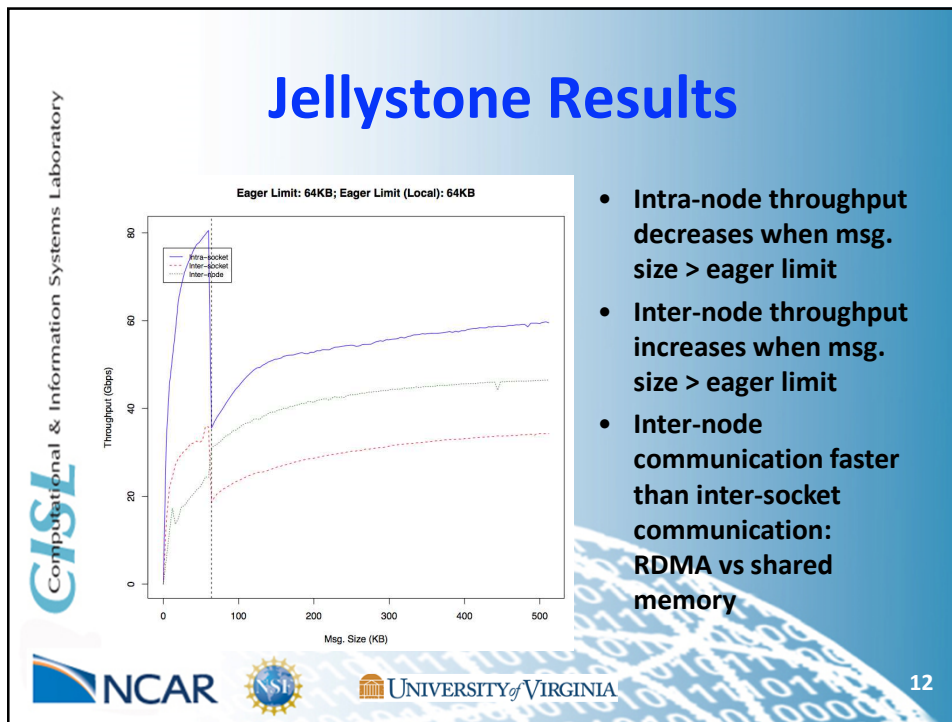 Jellystone Results
Computational & Information Systems Laboratory
CISL
Eager Limit: 64KB; Eager Limit (Local): 64KB
Throughput (Gbps)
80
60
40
20
0
Intra-socket
Inter-socket
Inter-node
0 100 200 300 400 500
Msg. Size (KB)
• Intra-node throughput
decreases when msg.
size > eager limit
• Inter-node throughput
increases when msg.
size > eager limit
• Inter-node
communication faster
than inter-socket
communication:
RDMA vs shared
memory
NCAR
NSF
UNIVERSITY of VIRGINIA
12